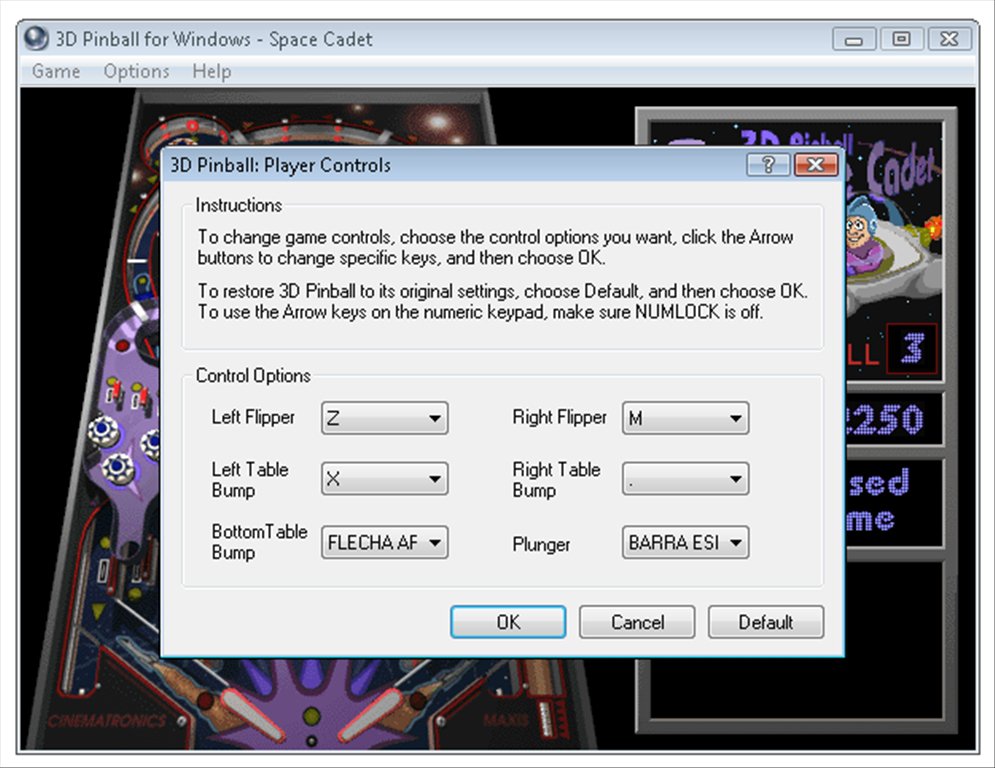 3D Pinball for Windows - Space Cadet
Game Options Help
3D Pinball
Cadet
3D Pinball: Player Controls
Instructions
To change game controls, choose the control options you want, click the Arrow
buttons to change specific keys, and then choose OK.
To restore 3D Pinball to its original settings, choose Default, and then choose OK.
To use the Arrow keys on the numeric keypad, make sure NUMLOCK is off.
LL 3
250
sed
me
Control Options
Left Flipper Z Right Flipper M
Left Table X Right Table .
Bump Bump
BottomTable FLECHA AF Plunger BARRA ESI
Bump
OK Cancel Default
CINEMATRONICS MAXIS